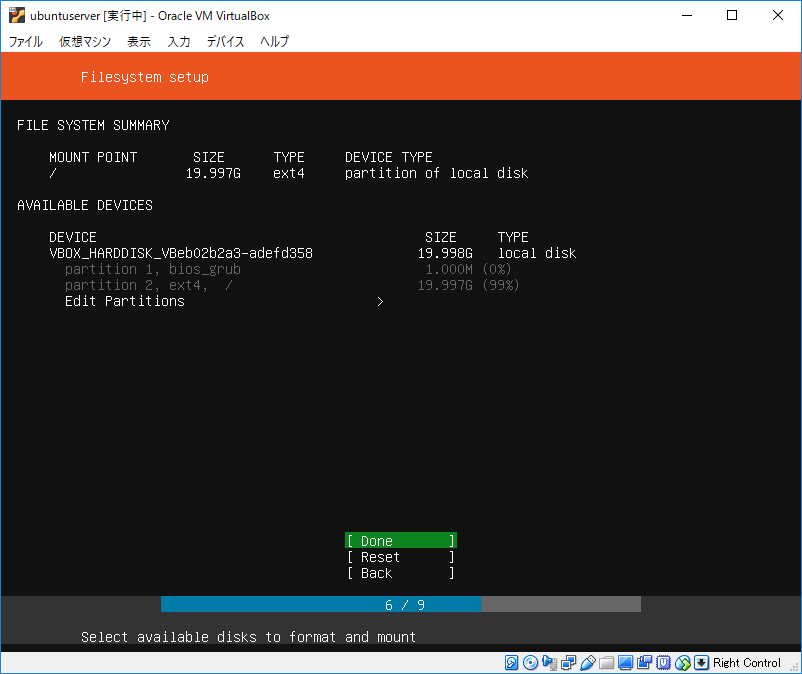 ubuntuserver [実行中] - Oracle VM VirtualBox
ファイル 仮想マシン 表示 入力 デバイス ヘルプ
Filesystem setup
FILE SYSTEM SUMMARY
MOUNT POINT SIZE TYPE DEVICE TYPE
/ 19.997G ext4 partition of local disk
AVAILABLE DEVICES
DEVICE SIZE TYPE
VBOX_HARDDISK_VBeb02b2a3-adefd358 19.998G local disk
partition 1, bios_grub 1.000M (0%)
partition 2, ext4, / 19.997G (99%)
Edit Partitions >
[ Done ]
[ Reset ]
[ Back ]
6 / 9
Select available disks to format and mount
Right Control